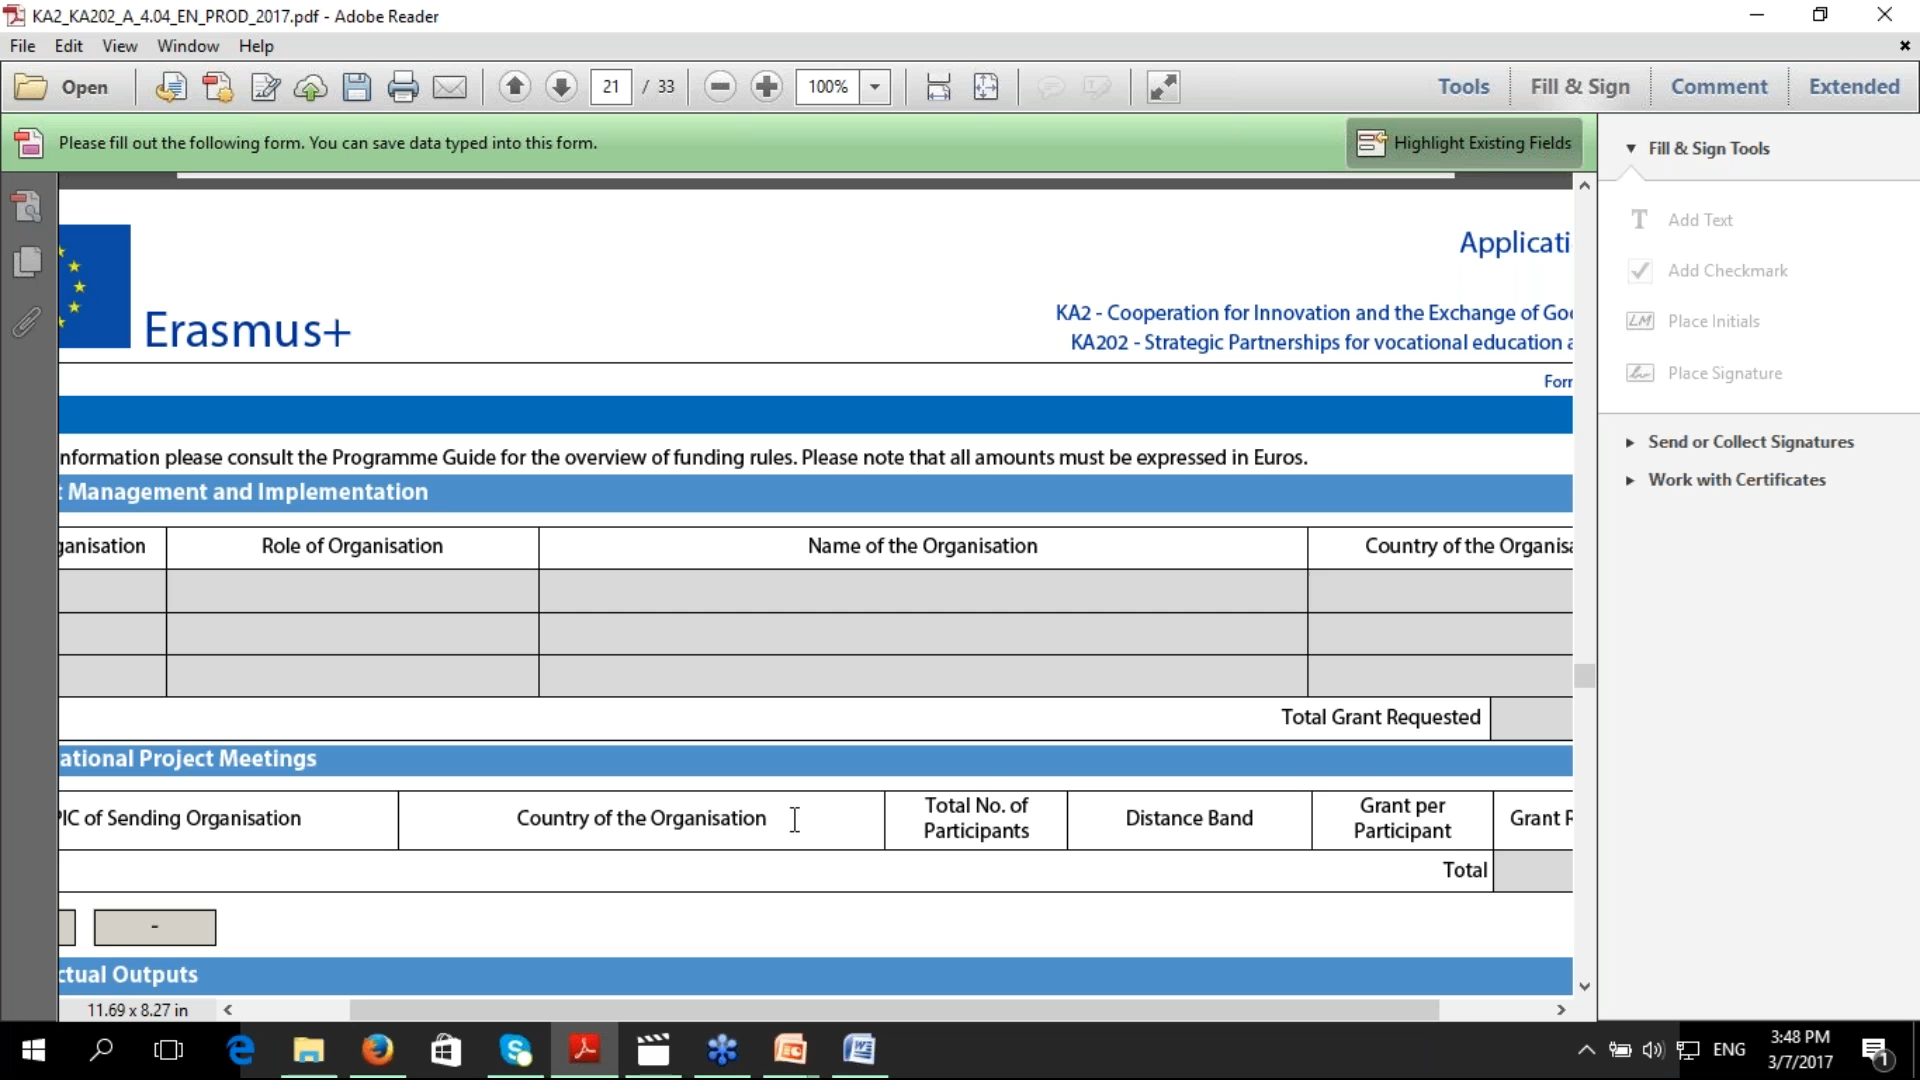 KA2_KA202_A_4.04_EN_PROD_2017.pdf - Adobe Reader
File Edit View Window Help
Open 21 / 33 100% Tools Fill & Sign Comment Extended
Please fill out the following form. You can save data typed into this form. Highlight Existing Fields
Fill & Sign Tools
T Add Text
Add Checkmark
LM Place Initials
Place Signature
Send or Collect Signatures
Work with Certificates
Applicati
Erasmus+
KA2 - Cooperation for Innovation and the Exchange of Goo
KA202 - Strategic Partnerships for vocational education a
Forr
nformation please consult the Programme Guide for the overview of funding rules. Please note that all amounts must be expressed in Euros.
t Management and Implementation
ganisation Role of Organisation Name of the Organisation Country of the Organisa
Total Grant Requested
ational Project Meetings
PIC of Sending Organisation Country of the Organisation Total No. of Participants Distance Band Grant per Participant Grant R
Total
-
ctual Outputs
11.69 x 8.27 in
ENG 3:48 PM
3/7/2017 1